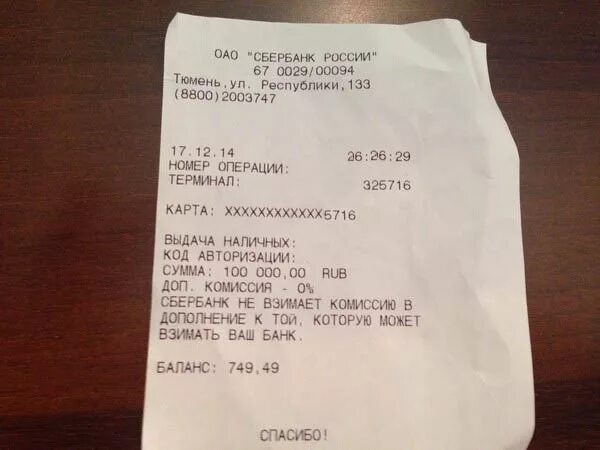 ОАО "СБЕРБАНК РОССИИ"
67 0029/00094
Тюмень,ул. Республики,133
(8800)2003747
17.12.14 26:26:29
НОМЕР ОПЕРАЦИИ:
ТЕРМИНАЛ: 325716
КАРТА: XXXXXXXXXXXX5716
ВЫДАЧА НАЛИЧНЫХ:
КОД АВТОРИЗАЦИИ:
СУММА: 100 000,00 RUB
ДОП. КОМИССИЯ - 0%
СБЕРБАНК НЕ ВЗИМАЕТ КОМИССИЮ В
ДОПОЛНЕНИЕ К ТОЙ, КОТОРУЮ МОЖЕТ
ВЗИМАТЬ ВАШ БАНК.
БАЛАНС: 749,49
СПАСИБО!